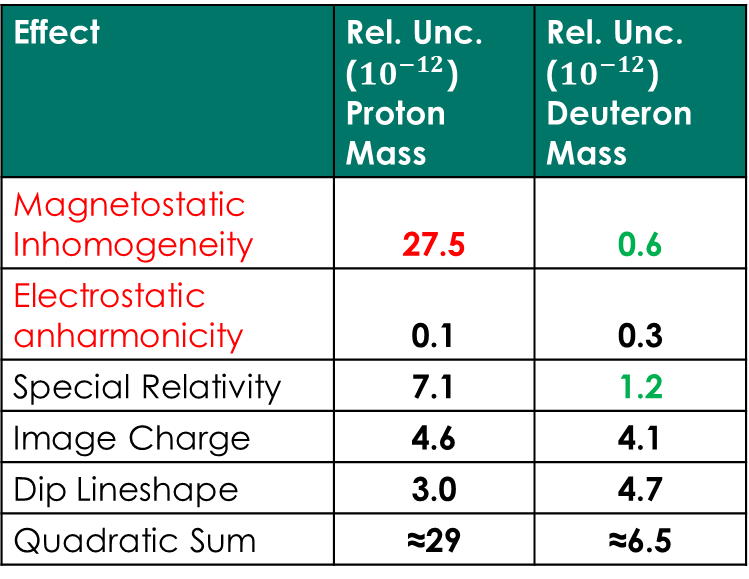 Effect Rel. Unc. Rel. Unc.
(10⁻¹²) (10⁻¹²)
Proton Deuteron
Mass Mass
Magnetostatic
Inhomogeneity 27.5 0.6
Electrostatic
anharmonicity 0.1 0.3
Special Relativity 7.1 1.2
Image Charge 4.6 4.1
Dip Lineshape 3.0 4.7
Quadratic Sum ≈29 ≈6.5